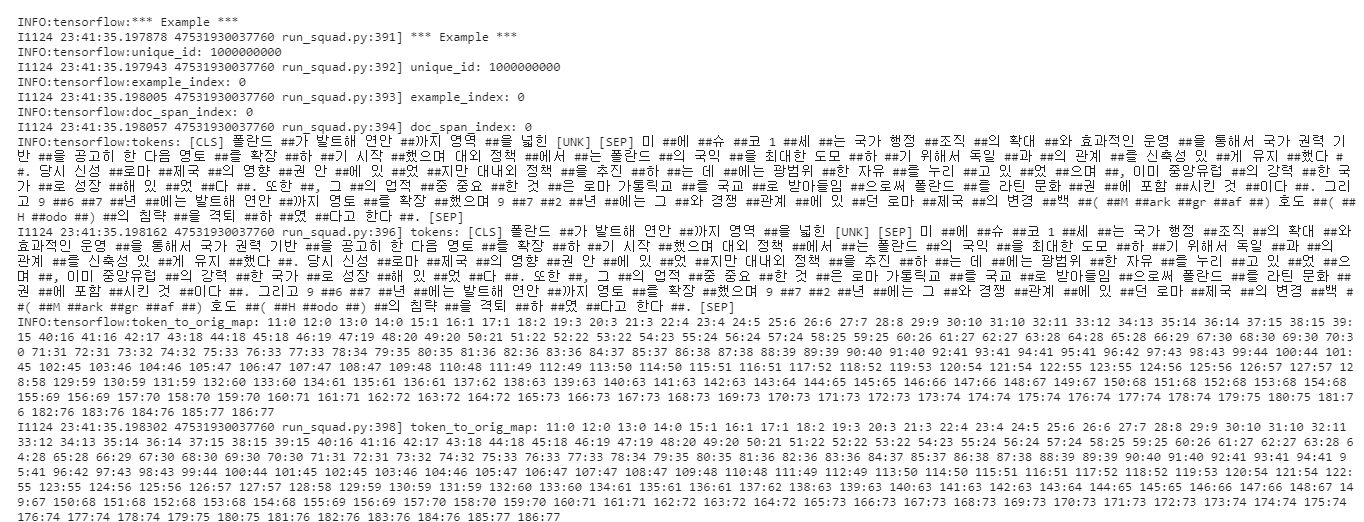 INFO:tensorflow:*** Example ***
I1124 23:41:35.197878 47531930037760 run_squad.py:391] *** Example ***
INFO:tensorflow:unique_id: 1000000000
I1124 23:41:35.197943 47531930037760 run_squad.py:392] unique_id: 1000000000
INFO:tensorflow:example_index: 0
I1124 23:41:35.198005 47531930037760 run_squad.py:393] example_index: 0
INFO:tensorflow:doc_span_index: 0
I1124 23:41:35.198057 47531930037760 run_squad.py:394] doc_span_index: 0
INFO:tensorflow:tokens: [CLS] 폴란드 ##가 발트해 연안 ##까지 영역 ##을 넓힌 [UNK] [SEP] 미 ##에 ##슈 ##코 1 ##세 ##는 국가 행정 ##조직 ##의 확대 ##와 효과적인 운영 ##을 통해서 국가 권력 기
반 ##을 공고히 한 다음 영토 ##를 확장 ##하 ##기 시작 ##했으며 대외 정책 ##에서 ##는 폴란드 ##의 국익 ##을 최대한 도모 ##하 ##기 위해서 독일 ##과 ##의 관계 ##를 신축성 있 ##게 유지 ##했다 #
#. 당시 신성 ##로마 ##제국 ##의 영향 ##권 안 ##에 있 ##었 ##지만 대내외 정책 ##을 추진 ##하 ##는 데 ##에는 광범위 ##한 자유 ##를 누리 ##고 있 ##었 ##으며 ##, 이미 중앙유럽 ##의 강력 ##한 국
가 ##로 성장 ##해 있 ##었 ##다 ##. 또한 ##, 그 ##의 업적 ##중 중요 ##한 것 ##은 로마 가톨릭교 ##를 국교 ##로 받아들임 ##으로써 폴란드 ##를 라틴 문화 ##권 ##에 포함 ##시킨 것 ##이다 ##. 그리
고 9 ##6 ##7 ##년 ##에는 발트해 연안 ##까지 영토 ##를 확장 ##했으며 9 ##7 ##2 ##년 ##에는 그 ##와 경쟁 ##관계 ##에 있 ##던 로마 ##제국 ##의 변경 ##백 ##( ##M ##ark ##gr ##af ##) 호도 ##( ##
H ##odo ##) ##의 침략 ##을 격퇴 ##하 ##였 ##다고 한다 ##. [SEP]
I1124 23:41:35.198162 47531930037760 run_squad.py:396] tokens: [CLS] 폴란드 ##가 발트해 연안 ##까지 영역 ##을 넓힌 [UNK] [SEP] 미 ##에 ##슈 ##코 1 ##세 ##는 국가 행정 ##조직 ##의 확대 ##와
효과적인 운영 ##을 통해서 국가 권력 기반 ##을 공고히 한 다음 영토 ##를 확장 ##하 ##기 시작 ##했으며 대외 정책 ##에서 ##는 폴란드 ##의 국익 ##을 최대한 도모 ##하 ##기 위해서 독일 ##과 ##의
관계 ##를 신축성 있 ##게 유지 ##했다 ##. 당시 신성 ##로마 ##제국 ##의 영향 ##권 안 ##에 있 ##었 ##지만 대내외 정책 ##을 추진 ##하 ##는 데 ##에는 광범위 ##한 자유 ##를 누리 ##고 있 ##었 ##으
며 ##, 이미 중앙유럽 ##의 강력 ##한 국가 ##로 성장 ##해 있 ##었 ##다 ##. 또한 ##, 그 ##의 업적 ##중 중요 ##한 것 ##은 로마 가톨릭교 ##를 국교 ##로 받아들임 ##으로써 폴란드 ##를 라틴 문화 ##
권 ##에 포함 ##시킨 것 ##이다 ##. 그리고 9 ##6 ##7 ##년 ##에는 발트해 연안 ##까지 영토 ##를 확장 ##했으며 9 ##7 ##2 ##년 ##에는 그 ##와 경쟁 ##관계 ##에 있 ##던 로마 ##제국 ##의 변경 ##백 #
#( ##M ##ark ##gr ##af ##) 호도 ##( ##H ##odo ##) ##의 침략 ##을 격퇴 ##하 ##였 ##다고 한다 ##. [SEP]
INFO:tensorflow:token_to_orig_map: 11:0 12:0 13:0 14:0 15:1 16:1 17:1 18:2 19:3 20:3 21:3 22:4 23:4 24:5 25:6 26:6 27:7 28:8 29:9 30:10 31:10 32:11 33:12 34:13 35:14 36:14 37:15 38:15 39:
15 40:16 41:16 42:17 43:18 44:18 45:18 46:19 47:19 48:20 49:20 50:21 51:22 52:22 53:22 54:23 55:24 56:24 57:24 58:25 59:25 60:26 61:27 62:27 63:28 64:28 65:28 66:29 67:30 68:30 69:30 70:3
0 71:31 72:31 73:32 74:32 75:33 76:33 77:33 78:34 79:35 80:35 81:36 82:36 83:36 84:37 85:37 86:38 87:38 88:39 89:39 90:40 91:40 92:41 93:41 94:41 95:41 96:42 97:43 98:43 99:44 100:44 101:
45 102:45 103:46 104:46 105:47 106:47 107:47 108:47 109:48 110:48 111:49 112:49 113:50 114:50 115:51 116:51 117:52 118:52 119:53 120:54 121:54 122:55 123:55 124:56 125:56 126:57 127:57 12
8:58 129:59 130:59 131:59 132:60 133:60 134:61 135:61 136:61 137:62 138:63 139:63 140:63 141:63 142:63 143:64 144:65 145:65 146:66 147:66 148:67 149:67 150:68 151:68 152:68 153:68 154:68
155:69 156:69 157:70 158:70 159:70 160:71 161:71 162:72 163:72 164:72 165:73 166:73 167:73 168:73 169:73 170:73 171:73 172:73 173:74 174:74 175:74 176:74 177:74 178:74 179:75 180:75 181:7
6 182:76 183:76 184:76 185:77 186:77
I1124 23:41:35.198302 47531930037760 run_squad.py:398] token_to_orig_map: 11:0 12:0 13:0 14:0 15:1 16:1 17:1 18:2 19:3 20:3 21:3 22:4 23:4 24:5 25:6 26:6 27:7 28:8 29:9 30:10 31:10 32:11
33:12 34:13 35:14 36:14 37:15 38:15 39:15 40:16 41:16 42:17 43:18 44:18 45:18 46:19 47:19 48:20 49:20 50:21 51:22 52:22 53:22 54:23 55:24 56:24 57:24 58:25 59:25 60:26 61:27 62:27 63:28 6
4:28 65:28 66:29 67:30 68:30 69:30 70:30 71:31 72:31 73:32 74:32 75:33 76:33 77:33 78:34 79:35 80:35 81:36 82:36 83:36 84:37 85:37 86:38 87:38 88:39 89:39 90:40 91:40 92:41 93:41 94:41 9
5:41 96:42 97:43 98:43 99:44 100:44 101:45 102:45 103:46 104:46 105:47 106:47 107:47 108:47 109:48 110:48 111:49 112:49 113:50 114:50 115:51 116:51 117:52 118:52 119:53 120:54 121:54 122:
55 123:55 124:56 125:56 126:57 127:57 128:58 129:59 130:59 131:59 132:60 133:60 134:61 135:61 136:61 137:62 138:63 139:63 140:63 141:63 142:63 143:64 144:65 145:65 146:66 147:66 148:67 14
9:67 150:68 151:68 152:68 153:68 154:68 155:69 156:69 157:70 158:70 159:70 160:71 161:71 162:72 163:72 164:72 165:73 166:73 167:73 168:73 169:73 170:73 171:73 172:73 173:74 174:74 175:74
176:74 177:74 178:74 179:75 180:75 181:76 182:76 183:76 184:76 185:77 186:77